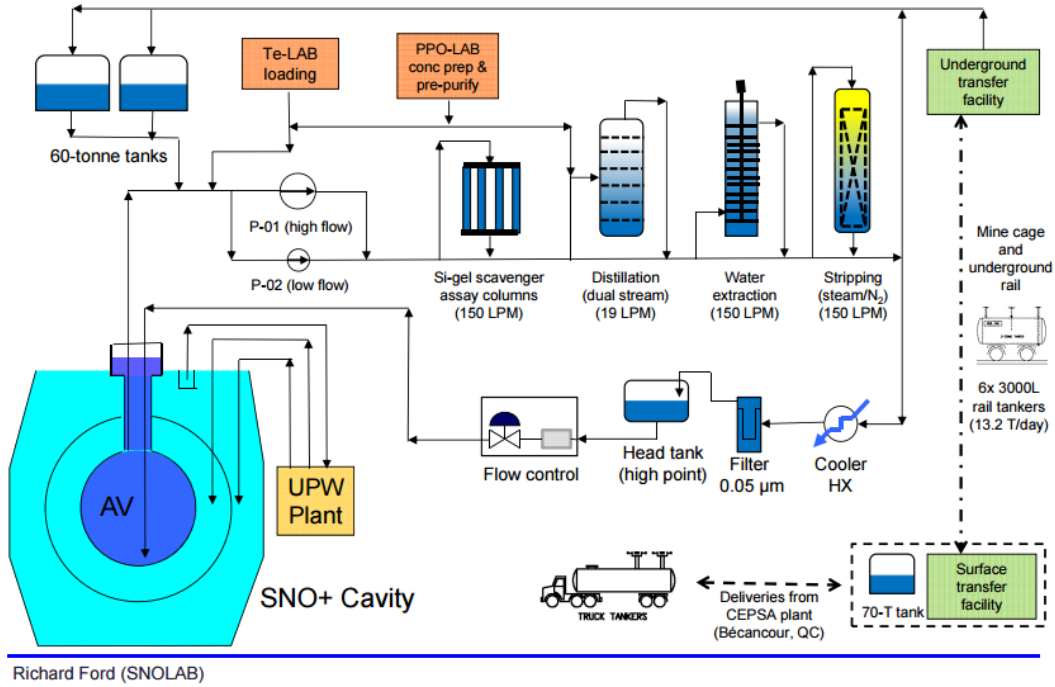 Te-LAB
loading
PPO-LAB
conc prep &
pre-purify
Underground
transfer
facility
60-tonne tanks
P-01 (high flow)
P-02 (low flow)
Si-gel scavenger
assay columns
(150 LPM)
Distillation
(dual stream)
(19 LPM)
Water
extraction
(150 LPM)
Stripping
(steam/N₂)
(150 LPM)
Mine cage
and
underground
rail
6x 3000L
rail tankers
(13.2 T/day)
Flow control
Head tank
(high point)
Filter
0.05 µm
Cooler
HX
AV
UPW
Plant
SNO+ Cavity
TRUCK TANKERS
Deliveries from
CEPSA plant
(Bécancour, QC)
70-T tank
Surface
transfer
facility
Richard Ford (SNOLAB)